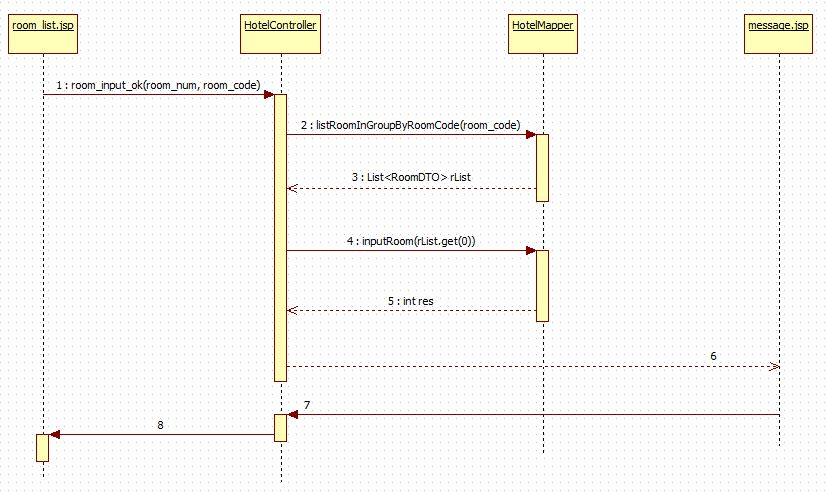 room_list.jsp
HotelController
HotelMapper
message.jsp
1 : room_input_ok(room_num, room_code)
2 : listRoomInGroupByRoomCode(room_code)
3 : List<RoomDTO> rList
4 : inputRoom(rList.get(0))
5 : int res
6
7
8